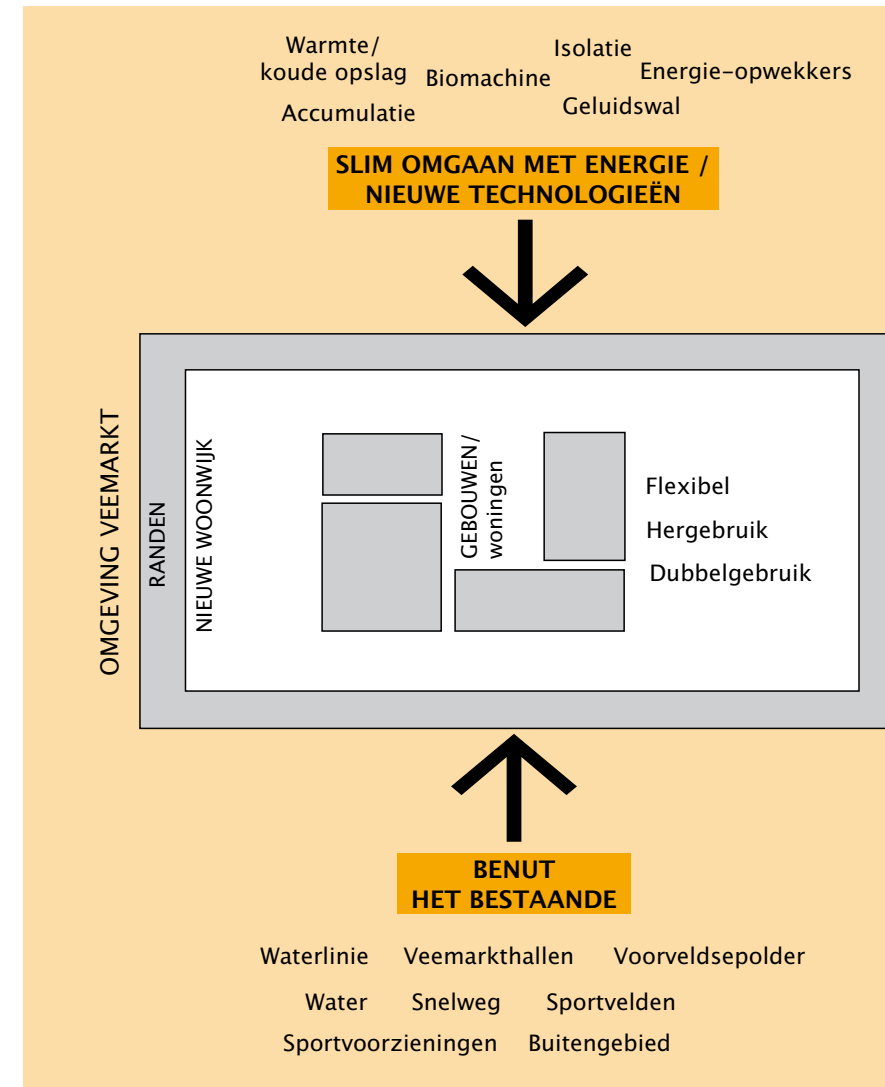 Warmte/
koude opslag
Biomachine
Isolatie
Energie-opwekkers
Accumulatie
Geluidswal
SLIM OMGAAN MET ENERGIE /
NIEUWE TECHNOLOGIEËN
OMGEVING VEEMARKT
RANDEN
NIEUWE WOONWIJK
GEBOUWEN/
woningen
Flexibel
Hergebruik
Dubbelgebruik
BENUT
HET BESTAANDE
Waterlinie Veemarkthallen Voorveldsepolder
Water Snelweg Sportvelden
Sportvoorzieningen Buitengebied